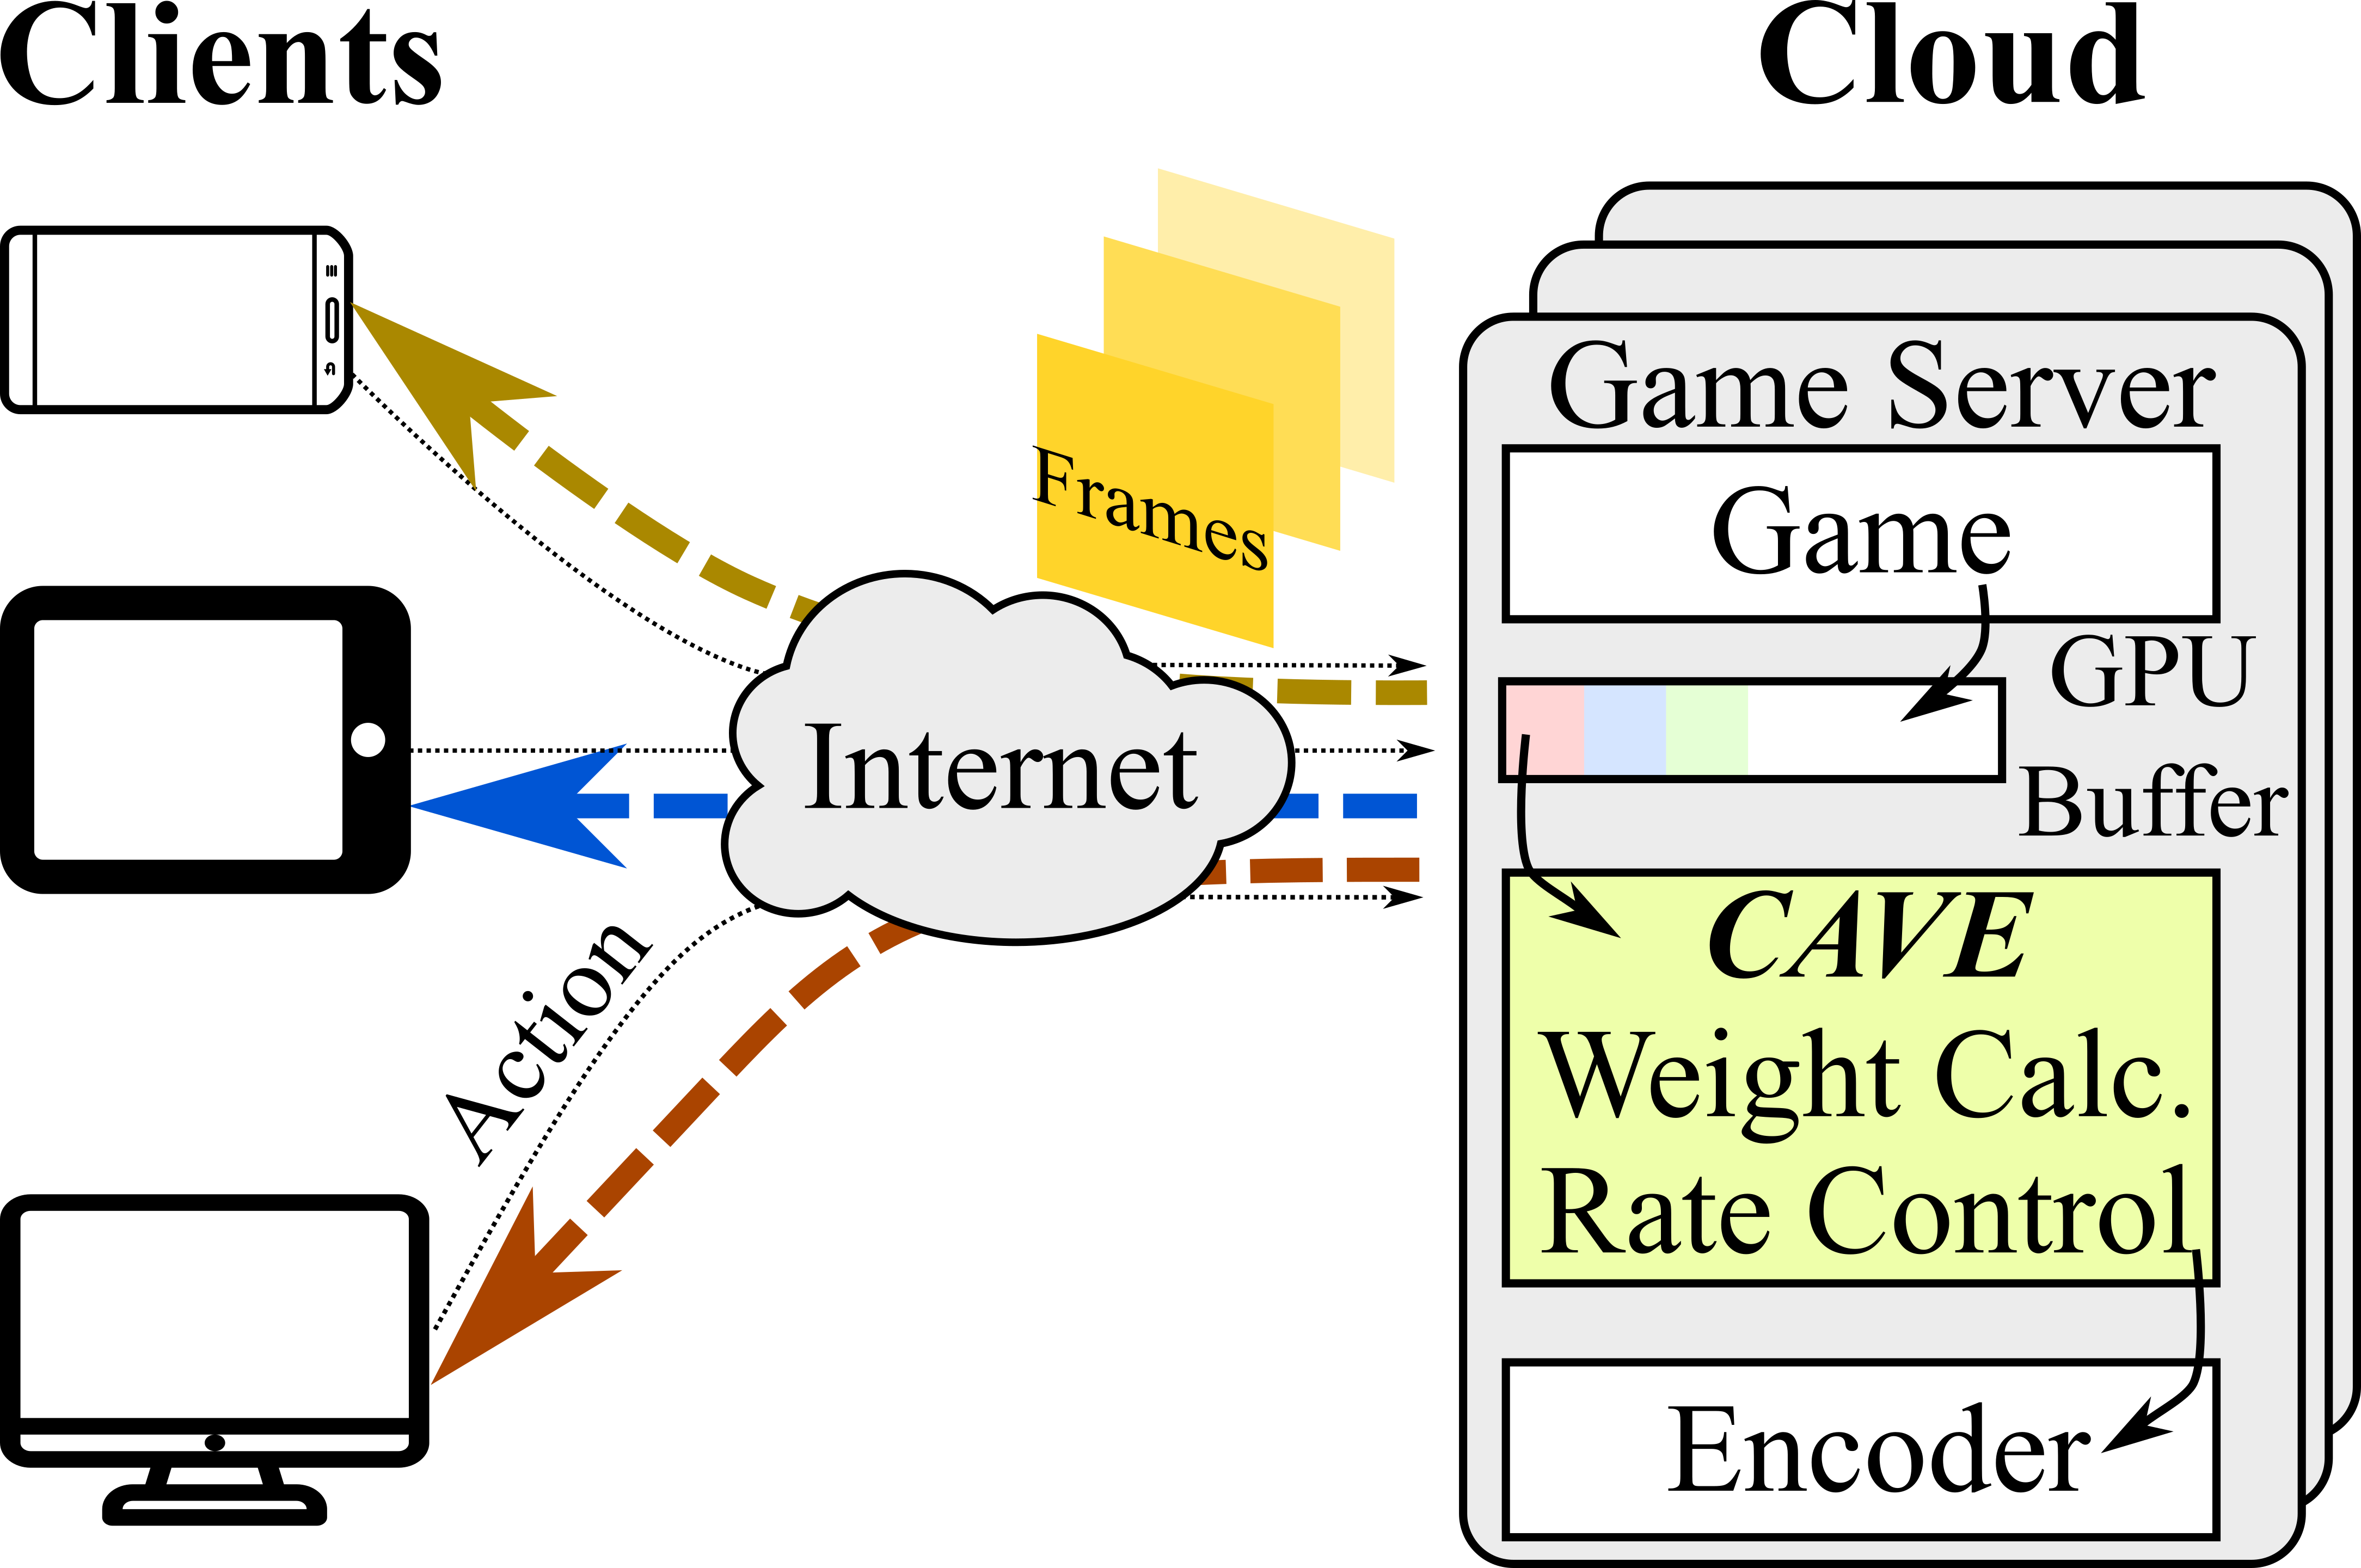 Clients
Cloud
Frames
Internet
Action
Game Server
Game
GPU
Buffer
CAVE
Weight Calc.
Rate Control
Encoder